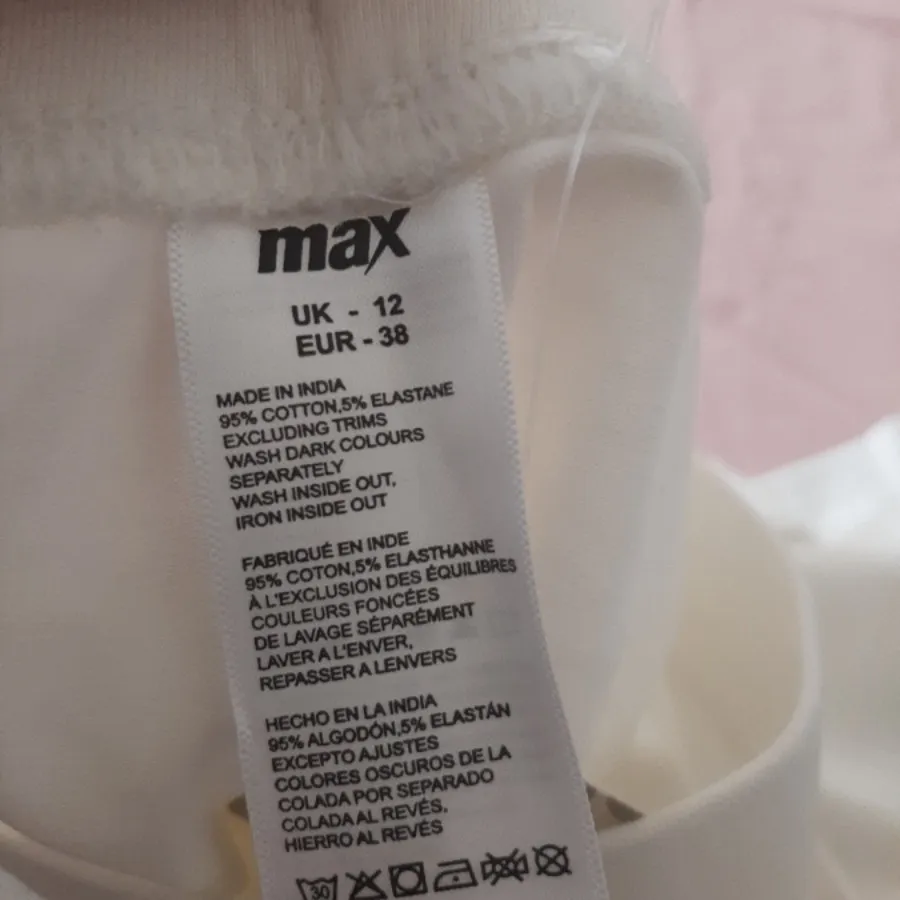 max
UK - 12
EUR - 38
MADE IN INDIA
95% COTTON,5% ELASTANE
EXCLUDING TRIMS
WASH DARK COLOURS
SEPARATELY
WASH INSIDE OUT,
IRON INSIDE OUT
FABRIQUÉ EN INDE
95% COTON,5% ELASTHANNE
À L'EXCLUSION DES ÉQUILIBRES
COULEURS FONCÉES
DE LAVAGE SÉPARÉMENT
LAVER A L'ENVER,
REPASSER A LENVERS
HECHO EN LA INDIA
95% ALGODÓN,5% ELASTÁN
EXCEPTO AJUSTES
COLORES OSCUROS DE LA
COLADA POR SEPARADO
COLADA AL REVÉS,
HIERRO AL REVÉS
30